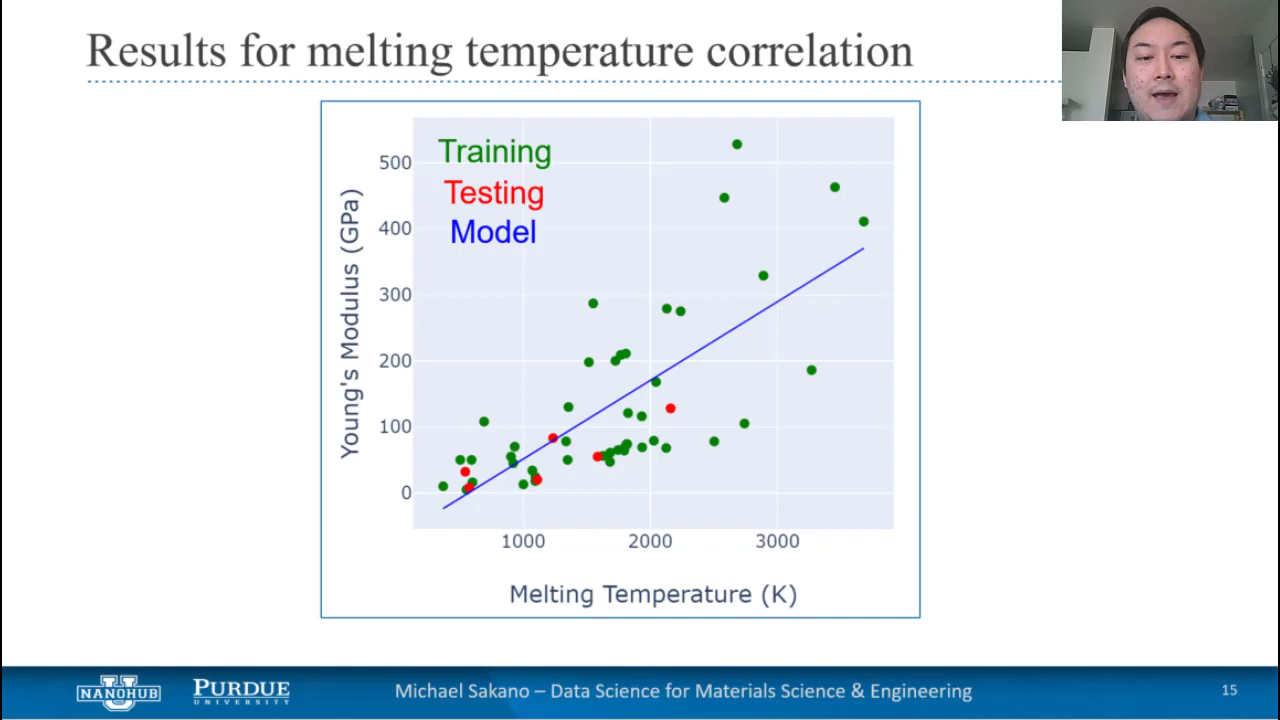 Results for melting temperature correlation
Training
Testing
Model
500
400
300
200
100
0
Young's Modulus (GPa)
1000 2000 3000
Melting Temperature (K)
NANOHUB
PURDUE
UNIVERSITY
Michael Sakano – Data Science for Materials Science & Engineering
15